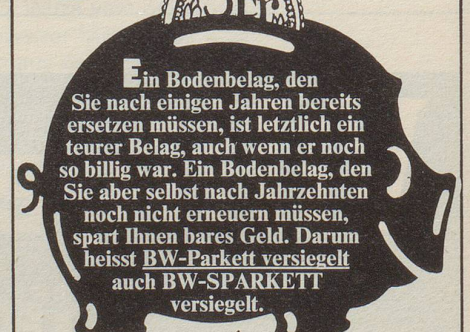 Ein Bodenbelag, den
Sie nach einigen Jahren bereits
ersetzen müssen, ist letztlich ein
teurer Belag, auch wenn er noch
so billig war. Ein Bodenbelag, den
Sie aber selbst nach Jahrzehnten
noch nicht erneuern müssen,
spart Ihnen bares Geld. Darum
heisst BW-Parkett versiegelt
auch BW-SPARKETT
versiegelt.